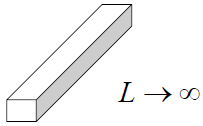 L → ∞